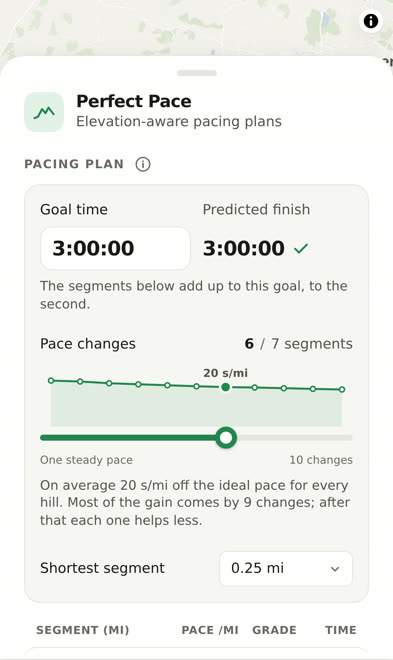 Perfect Pace
Elevation-aware pacing plans
PACING PLAN
Goal time
Predicted finish
3:00:00
3:00:00
The segments below add up to this goal, to the
second.
Pace changes
6 / 7 segments
20 s/mi
One steady pace
10 changes
On average 20 s/mi off the ideal pace for every
hill. Most of the gain comes by 9 changes; after
that each one helps less.
Shortest segment
0.25 mi
SEGMENT (MI) PACE /MI GRADE TIME